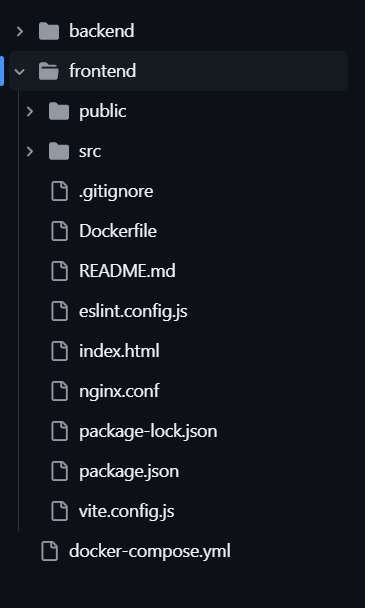 backend
frontend
public
src
.gitignore
Dockerfile
README.md
eslint.config.js
index.html
nginx.conf
package-lock.json
package.json
vite.config.js
docker-compose.yml